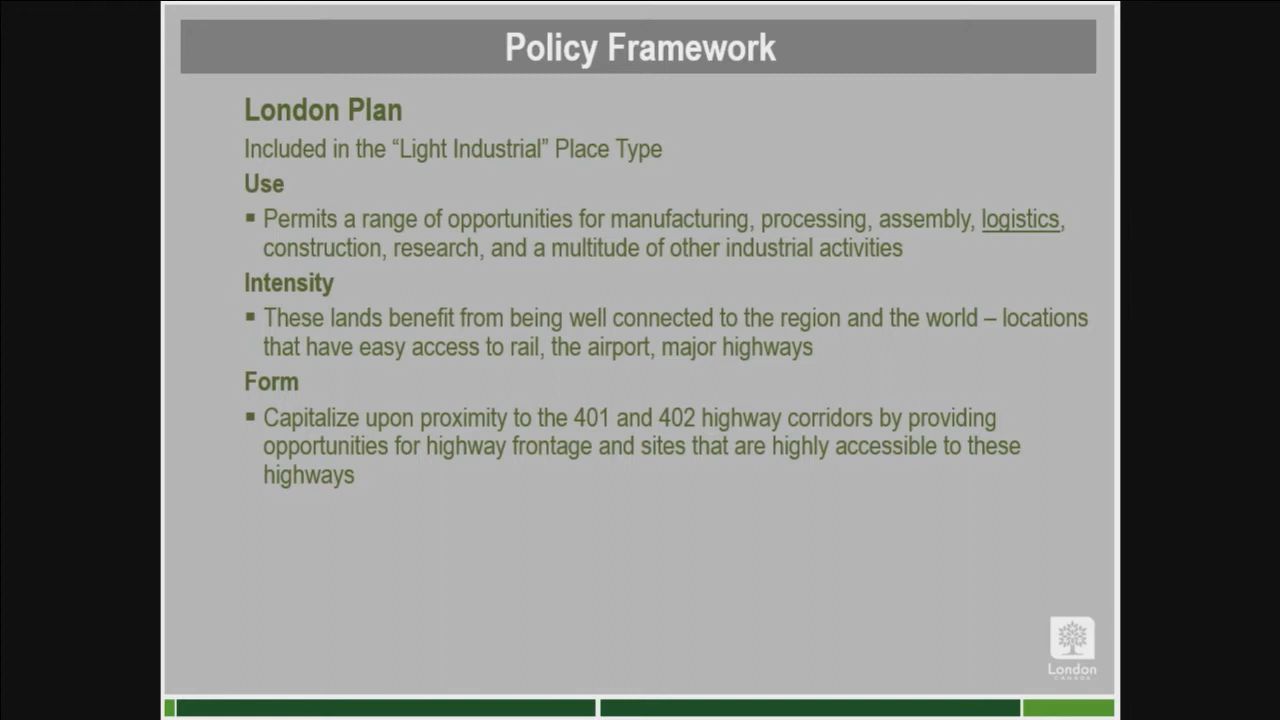 Policy Framework
London Plan
Included in the “Light Industrial” Place Type
Use
▪ Permits a range of opportunities for manufacturing, processing, assembly, logistics,
construction, research, and a multitude of other industrial activities
Intensity
▪ These lands benefit from being well connected to the region and the world – locations
that have easy access to rail, the airport, major highways
Form
▪ Capitalize upon proximity to the 401 and 402 highway corridors by providing
opportunities for highway frontage and sites that are highly accessible to these
highways
London
CANADA